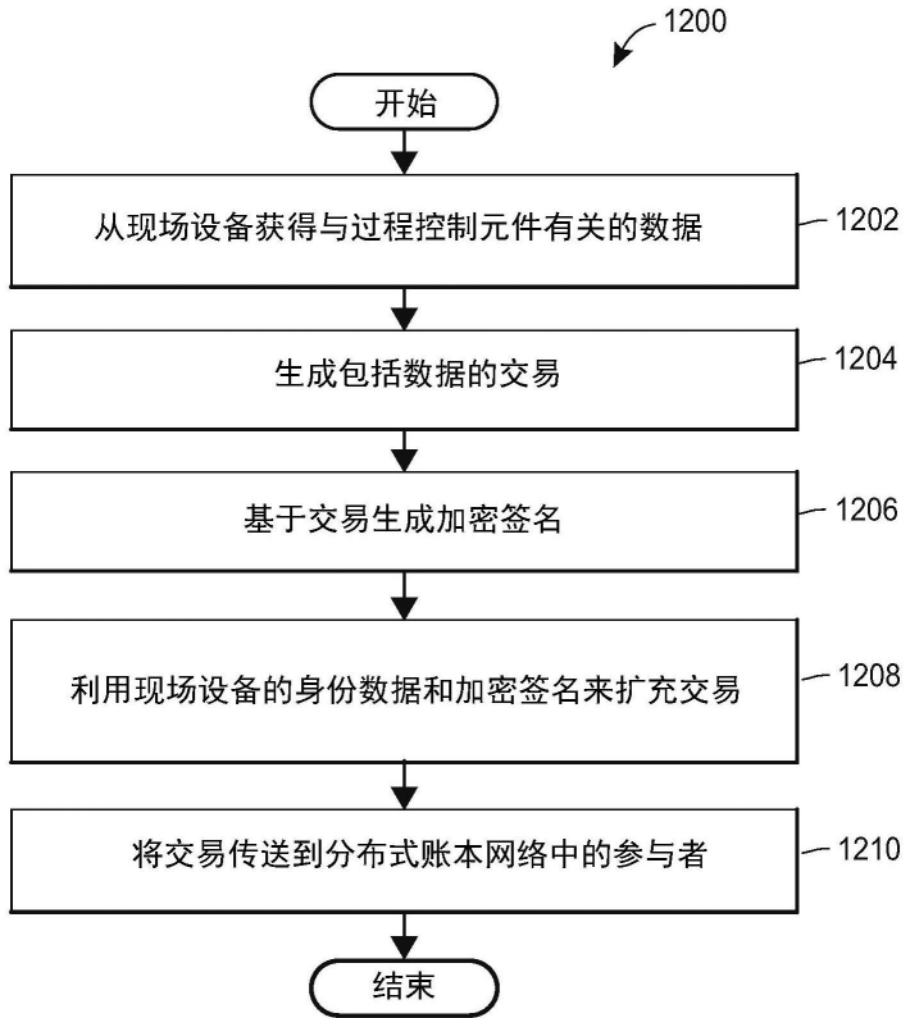 1200
开始
从现场设备获得与过程控制元件有关的数据
1202
生成包括数据的交易
1204
基于交易生成加密签名
1206
利用现场设备的身份数据和加密签名来扩充交易
1208
将交易传送到分布式账本网络中的参与者
1210
结束